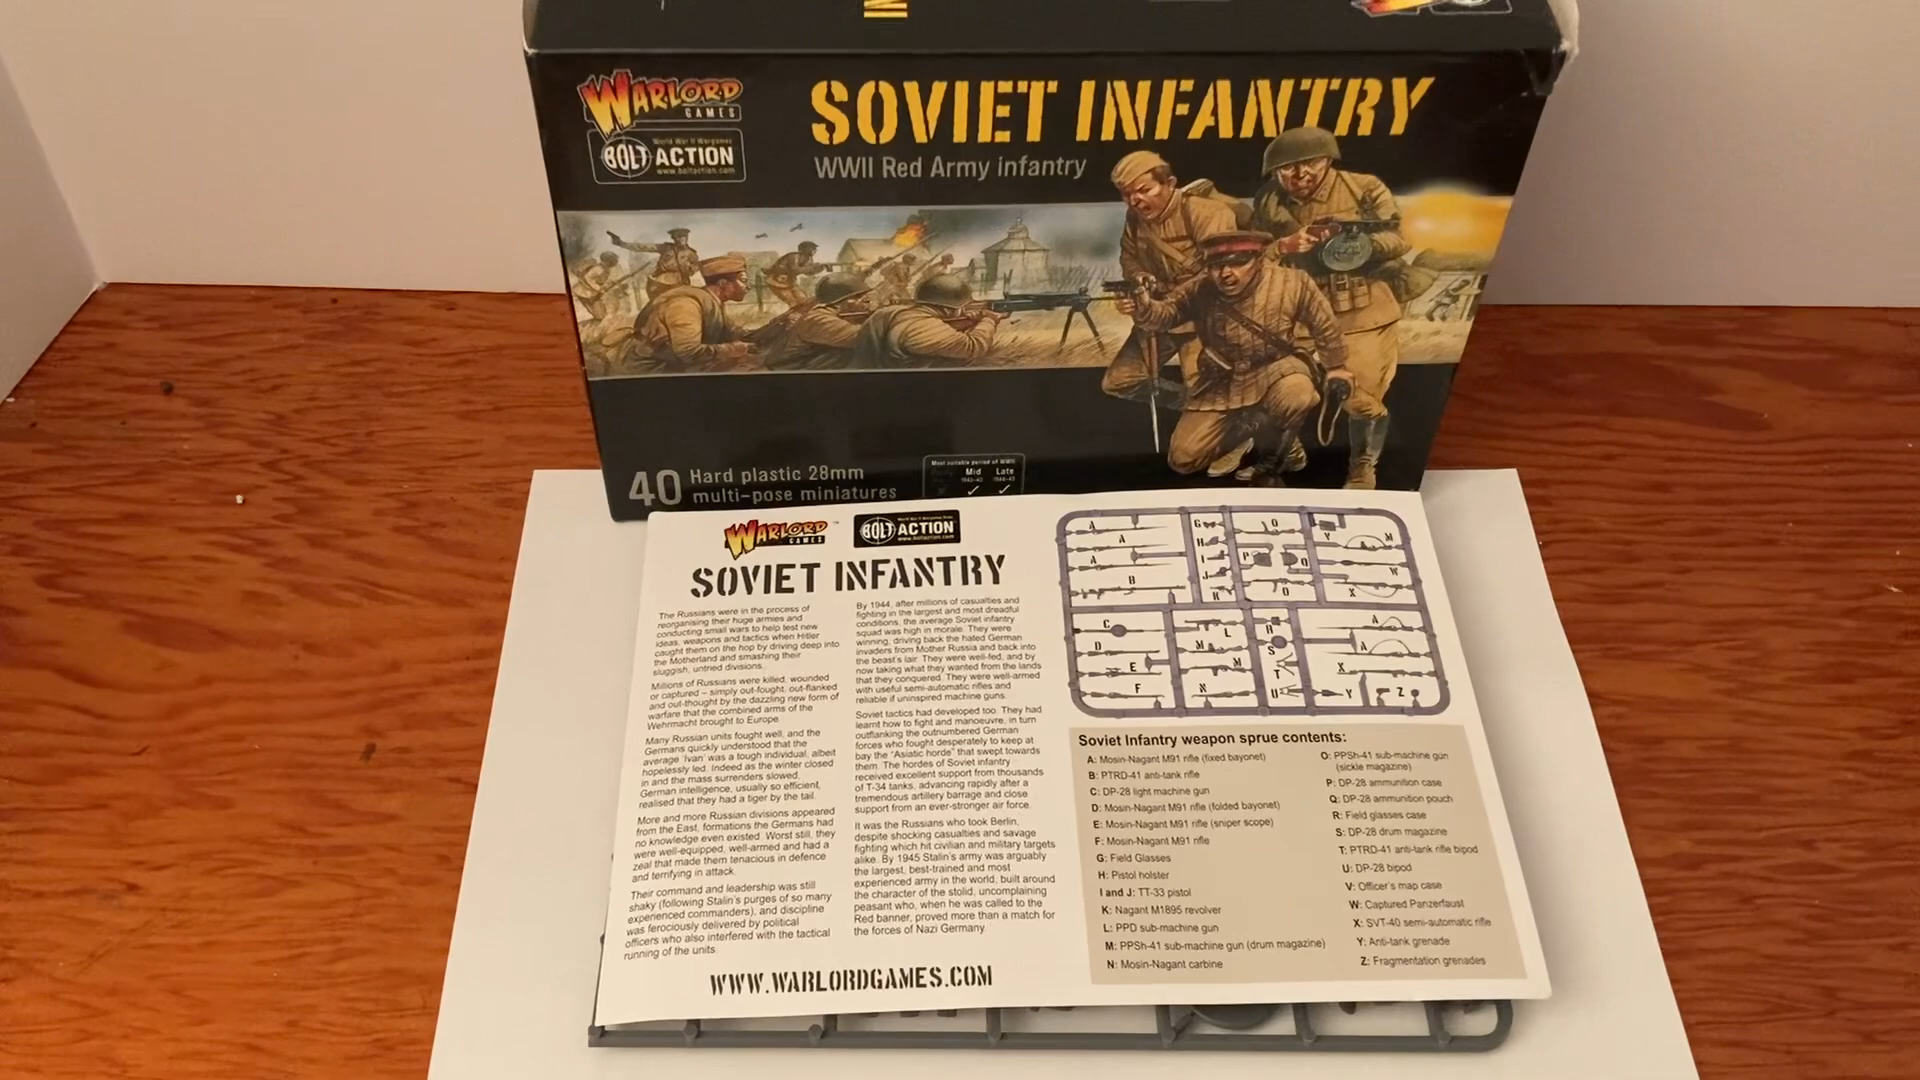 WARLORD
GAMES
World War II Wargames
BOLT ACTION
www.boltaction.com
SOVIET INFANTRY
WWII Red Army infantry
40 Hard plastic 28mm
multi-pose miniatures
Most suitable period of WWII
Mid Late
WARLORD
GAMES
BOLT ACTION
www.boltaction.com
SOVIET INFANTRY
The Russians were in the process of
reorganising their huge armies and
conducting small wars to help test new
ideas, weapons and tactics when Hitler
caught them on the hop by driving deep into
the Motherland and smashing their
sluggish, untried divisions.
Millions of Russians were killed, wounded
or captured – simply out-fought, out-flanked
and out-thought by the dazzling new form of
warfare that the combined arms of the
Wehrmacht brought to Europe.
Many Russian units fought well, and the
Germans quickly understood that the
average 'Ivan' was a tough individual, albeit
hopelessly led. Indeed as the winter closed
in and the mass surrenders slowed,
German intelligence, usually so efficient,
realised that they had a tiger by the tail.
More and more Russian divisions appeared
from the East, formations the Germans had
no knowledge even existed. Worst still, they
were well-equipped, well-armed and had a
zeal that made them tenacious in defence
and terrifying in attack.
Their command and leadership was still
shaky (following Stalin's purges of so many
experienced commanders), and discipline
was ferociously delivered by political
officers who also interfered with the tactical
running of the units.
By 1944, after millions of casualties and
fighting in the largest and most dreadful
conditions, the average Soviet infantry
squad was high in morale. They were
winning, driving back the hated German
invaders from Mother Russia and back into
the beast's lair. They were well-fed, and by
now taking what they wanted from the lands
that they conquered. They were well-armed
with useful semi-automatic rifles and
reliable if uninspired machine guns.
Soviet tactics had developed too. They had
learnt how to fight and manoeuvre, in turn
outflanking the outnumbered German
forces who fought desperately to keep at
bay the "Asiatic horde" that swept towards
them. The hordes of Soviet infantry
received excellent support from thousands
of T-34 tanks, advancing rapidly after a
tremendous artillery barrage and close
support from an ever-stronger air force.
It was the Russians who took Berlin,
despite shocking casualties and savage
fighting which hit civilian and military targets
alike. By 1945 Stalin's army was arguably
the largest, best-trained and most
experienced army in the world, built around
the character of the stolid, uncomplaining
peasant who, when he was called to the
Red banner, proved more than a match for
the forces of Nazi Germany.
WWW.WARLORDGAMES.COM
A G O Y M
A H
A I P Q W
B J
K O X
C L R A
D M S A
E M T X
F N U Y Z
Soviet Infantry weapon sprue contents:
A: Mosin-Nagant M91 rifle (fixed bayonet)
B: PTRD-41 anti-tank rifle
C: DP-28 light machine gun
D: Mosin-Nagant M91 rifle (folded bayonet)
E: Mosin-Nagant M91 rifle (sniper scope)
F: Mosin-Nagant M91 rifle
G: Field Glasses
H: Pistol holster
I and J: TT-33 pistol
K: Nagant M1895 revolver
L: PPD sub-machine gun
M: PPSh-41 sub-machine gun (drum magazine)
N: Mosin-Nagant carbine
O: PPSh-41 sub-machine gun
(sickle magazine)
P: DP-28 ammunition case
Q: DP-28 ammunition pouch
R: Field glasses case
S: DP-28 drum magazine
T: PTRD-41 anti-tank rifle bipod
U: DP-28 bipod
V: Officer's map case
W: Captured Panzerfaust
X: SVT-40 semi-automatic rifle
Y: Anti-tank grenade
Z: Fragmentation grenades